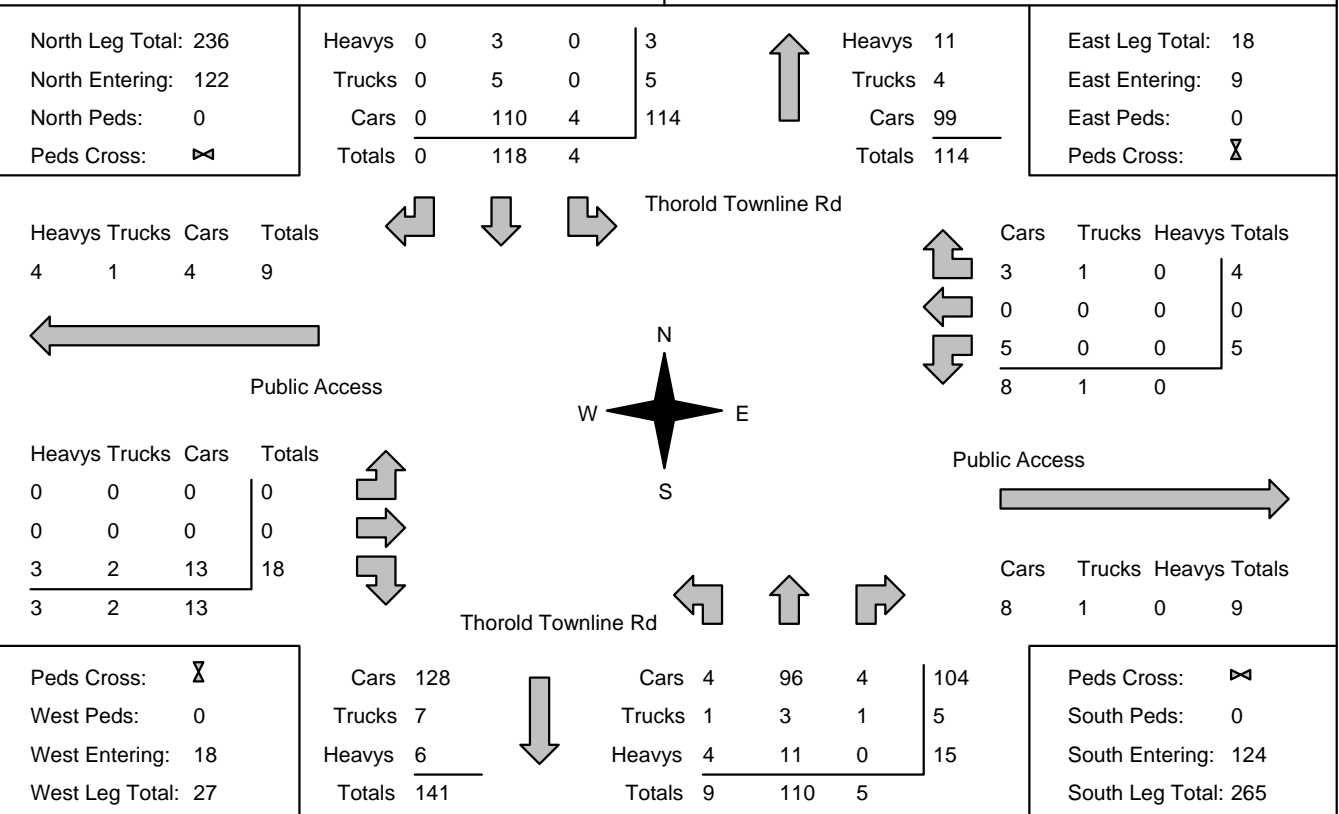 North Leg Total: 236
North Entering: 122
North Peds: 0
Peds Cross:
Heavys 0 3 0 3
Trucks 0 5 0 5
Cars 0 110 4 114
Totals 0 118 4
Heavys 11
Trucks 4
Cars 99
Totals 114
East Leg Total: 18
East Entering: 9
East Peds: 0
Peds Cross:
Thorold Townline Rd
Heavys Trucks Cars Totals
4 1 4 9
Cars Trucks Heavys Totals
3 1 0 4
0 0 0 0
5 0 0 5
8 1 0
Public Access
N
W E
S
Heavys Trucks Cars Totals
0 0 0 0
0 0 0 0
3 2 13 18
3 2 13
Public Access
Cars Trucks Heavys Totals
8 1 0 9
Thorold Townline Rd
Peds Cross:
West Peds: 0
West Entering: 18
West Leg Total: 27
Cars 128
Trucks 7
Heavys 6
Totals 141
Cars 4 96 4 104
Trucks 1 3 1 5
Heavys 4 11 0 15
Totals 9 110 5
Peds Cross:
South Peds: 0
South Entering: 124
South Leg Total: 265